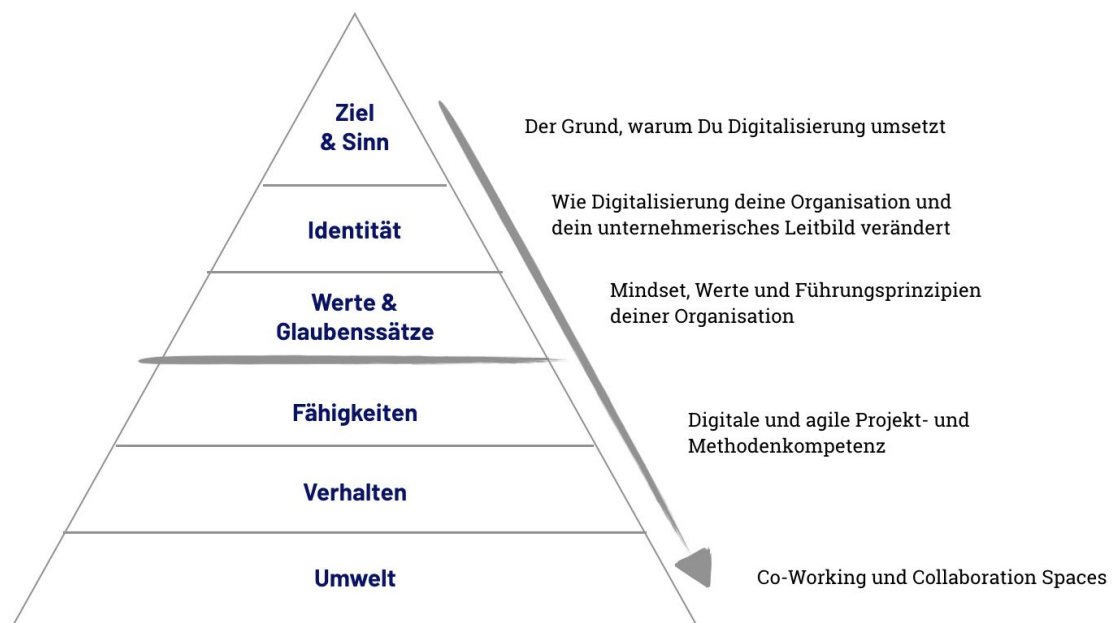 Ziel
& Sinn
Der Grund, warum Du Digitalisierung umsetzt
Identität
Wie Digitalisierung deine Organisation und
dein unternehmerisches Leitbild verändert
Werte &
Glaubenssätze
Mindset, Werte und Führungsprinzipien
deiner Organisation
Fähigkeiten
Digitale und agile Projekt- und
Methodenkompetenz
Verhalten
Umwelt
Co-Working und Collaboration Spaces